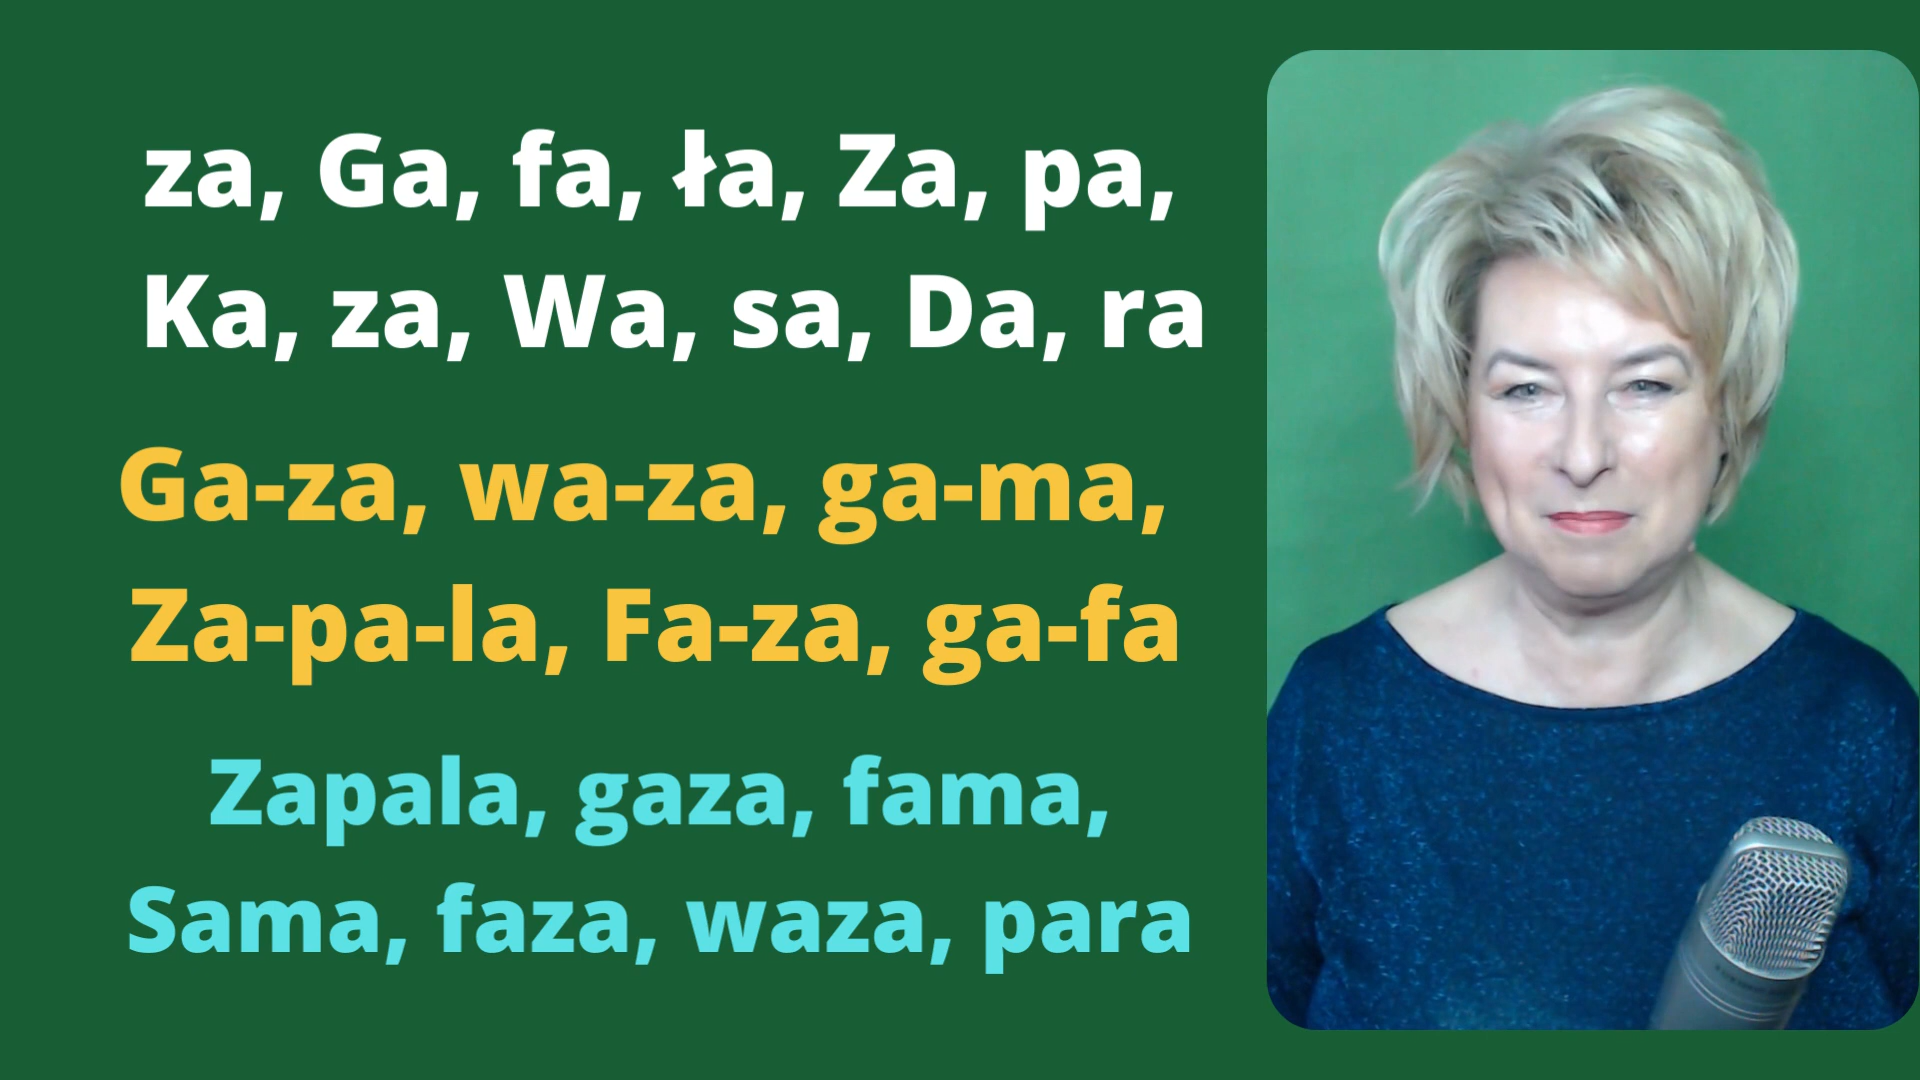 za, Ga, fa, ła, Za, pa,
Ka, za, Wa, sa, Da, ra
Ga-za, wa-za, ga-ma,
Za-pa-la, Fa-za, ga-fa
Zapala, gaza, fama,
Sama, faza, waza, para